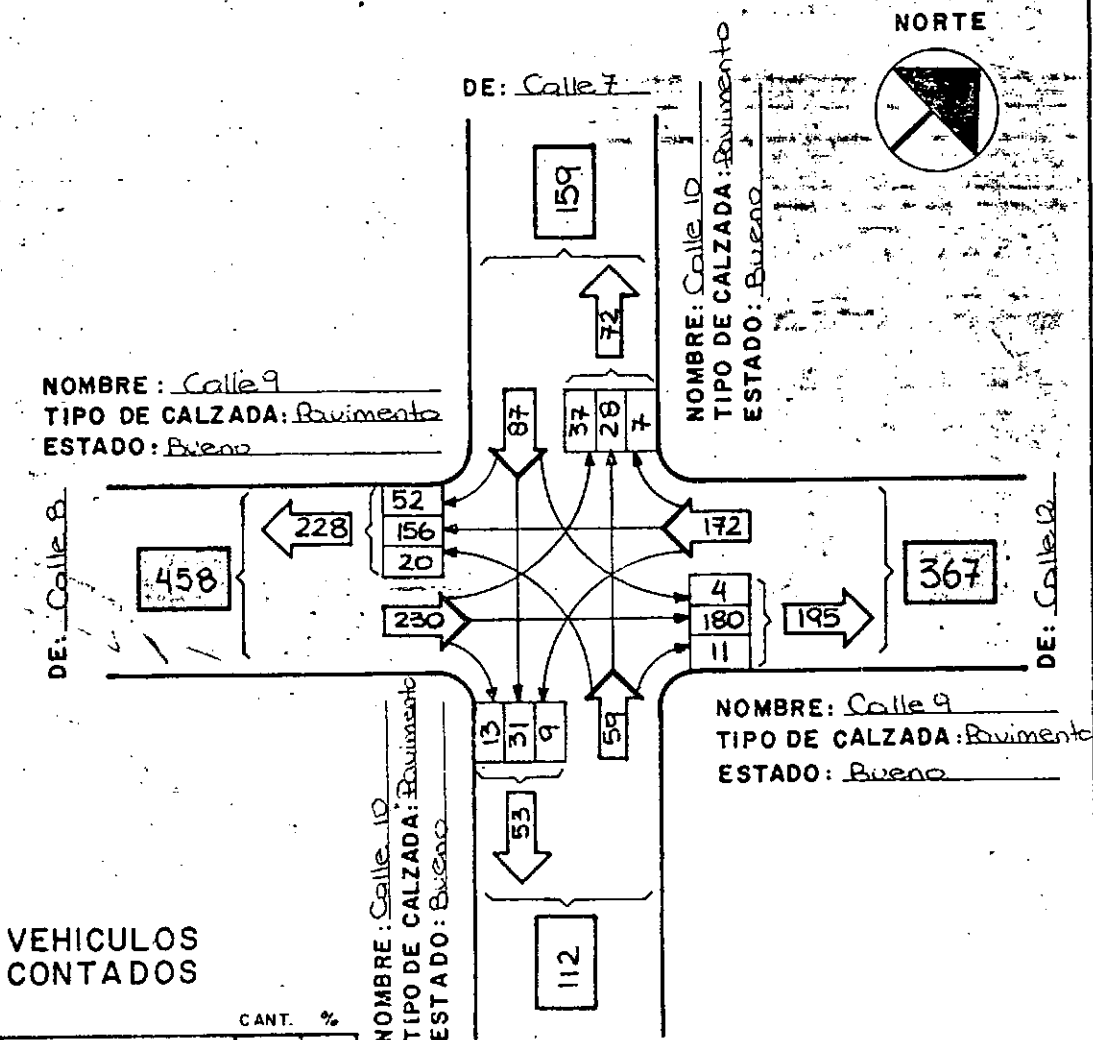 NORTE
DE: Calle 7
159
72
NOMBRE: Calle 10
TIPO DE CALZADA: Pavimento
ESTADO: Bueno
NOMBRE: Calle 9
TIPO DE CALZADA: Pavimento
ESTADO: Bueno
87
37
28
7
DE: Calle 8
458
228
52
156
20
172
230
4
180
11
195
367
DE: Calle 12
13
31
9
59
53
112
NOMBRE: Calle 9
TIPO DE CALZADA: Pavimento
ESTADO: Bueno
NOMBRE: Calle 10
TIPO DE CALZADA: Pavimento
ESTADO: Bueno
VEHICULOS
CONTADOS
CANT. %